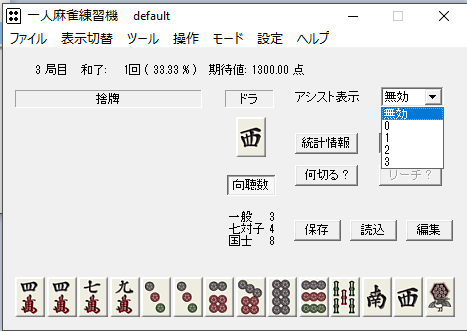 一人麻雀練習機 default
ファイル 表示切替 ツール 操作 モード 設定 ヘルプ
3 局目 和了: 1回 ( 33.33 % ) 期待値: 1300.00 点
捨牌 ドラ アシスト表示 無効
無効
0
1
2
3
西
統計情報
何切る? リーチ?
向聴数
一般 3
七対子 4
国士 8
保存 読込 編集
四萬 四萬 七萬 九萬 南 西